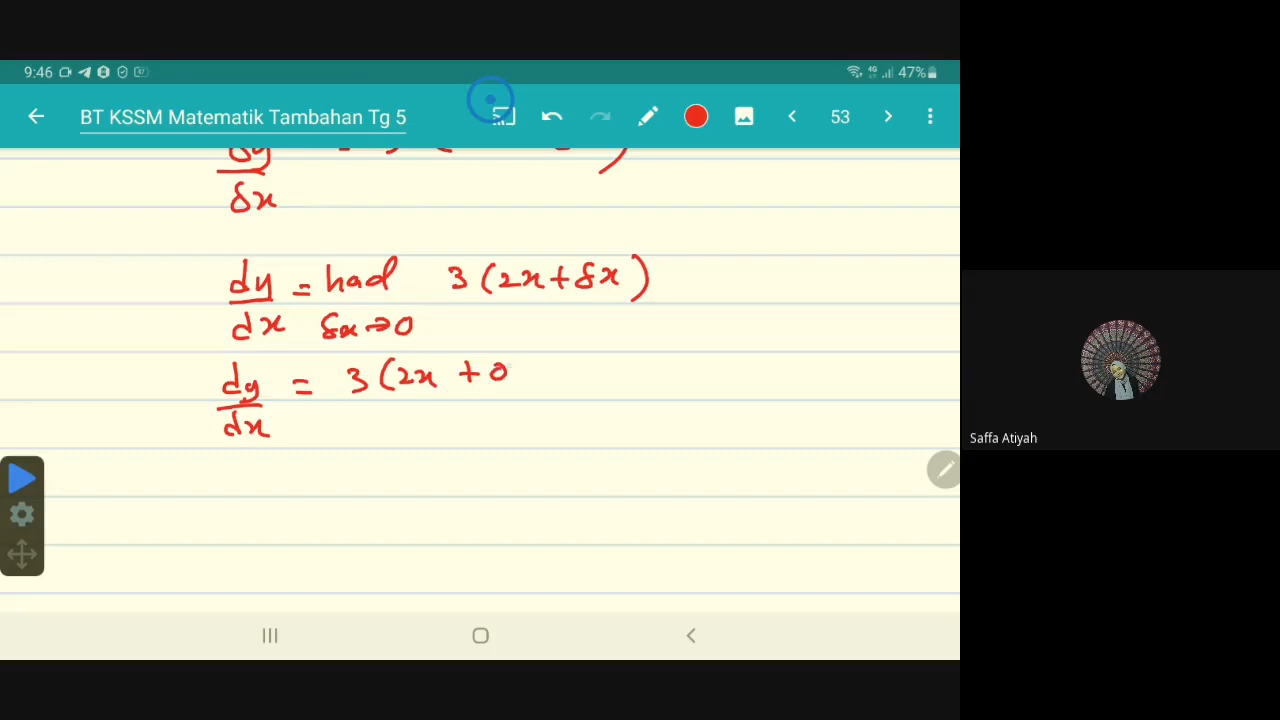 9:46 47%
BT KSSM Matematik Tambahan Tg 5 53
δy
δx
dy/dx = had 3(2x+δx)
δx→0
dy/dx = 3(2x + 0
Saffa Atiyah